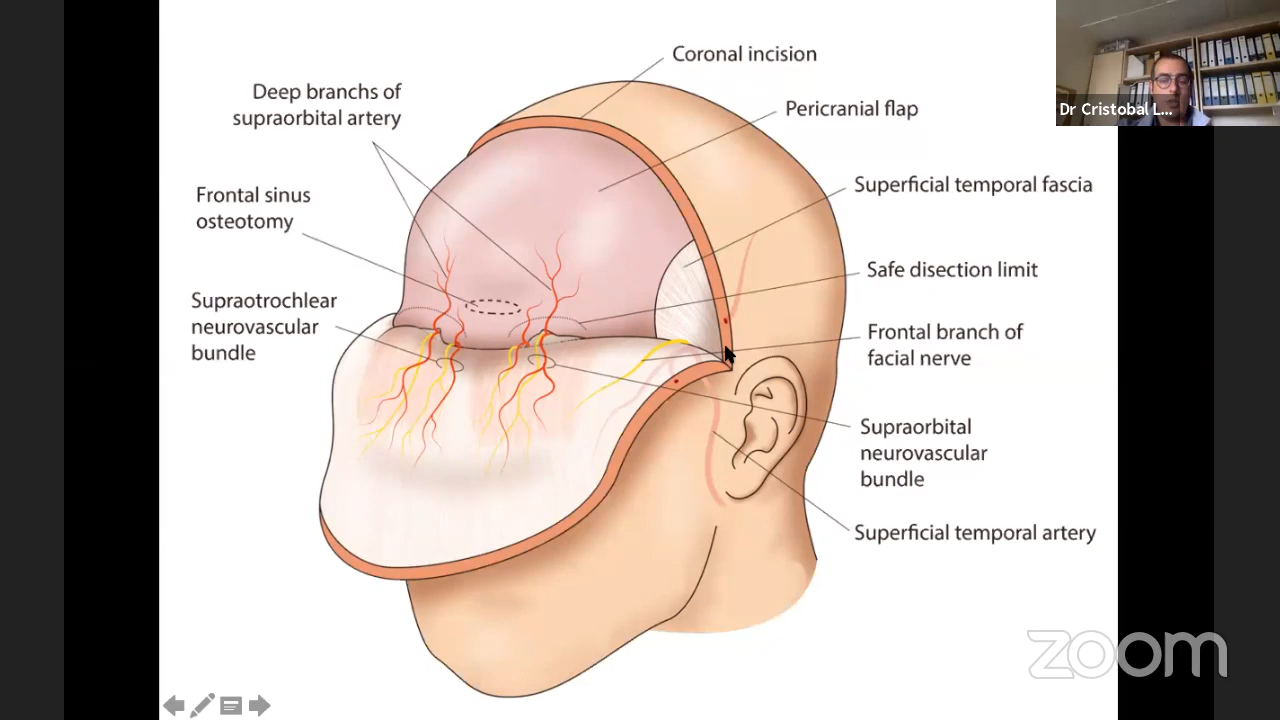 Coronal incision
Deep branchs of
supraorbital artery
Pericranial flap
Superficial temporal fascia
Frontal sinus
osteotomy
Safe disection limit
Supraotrochlear
neurovascular
bundle
Frontal branch of
facial nerve
Supraorbital
neurovascular
bundle
Superficial temporal artery
Dr Cristobal L...
zoom